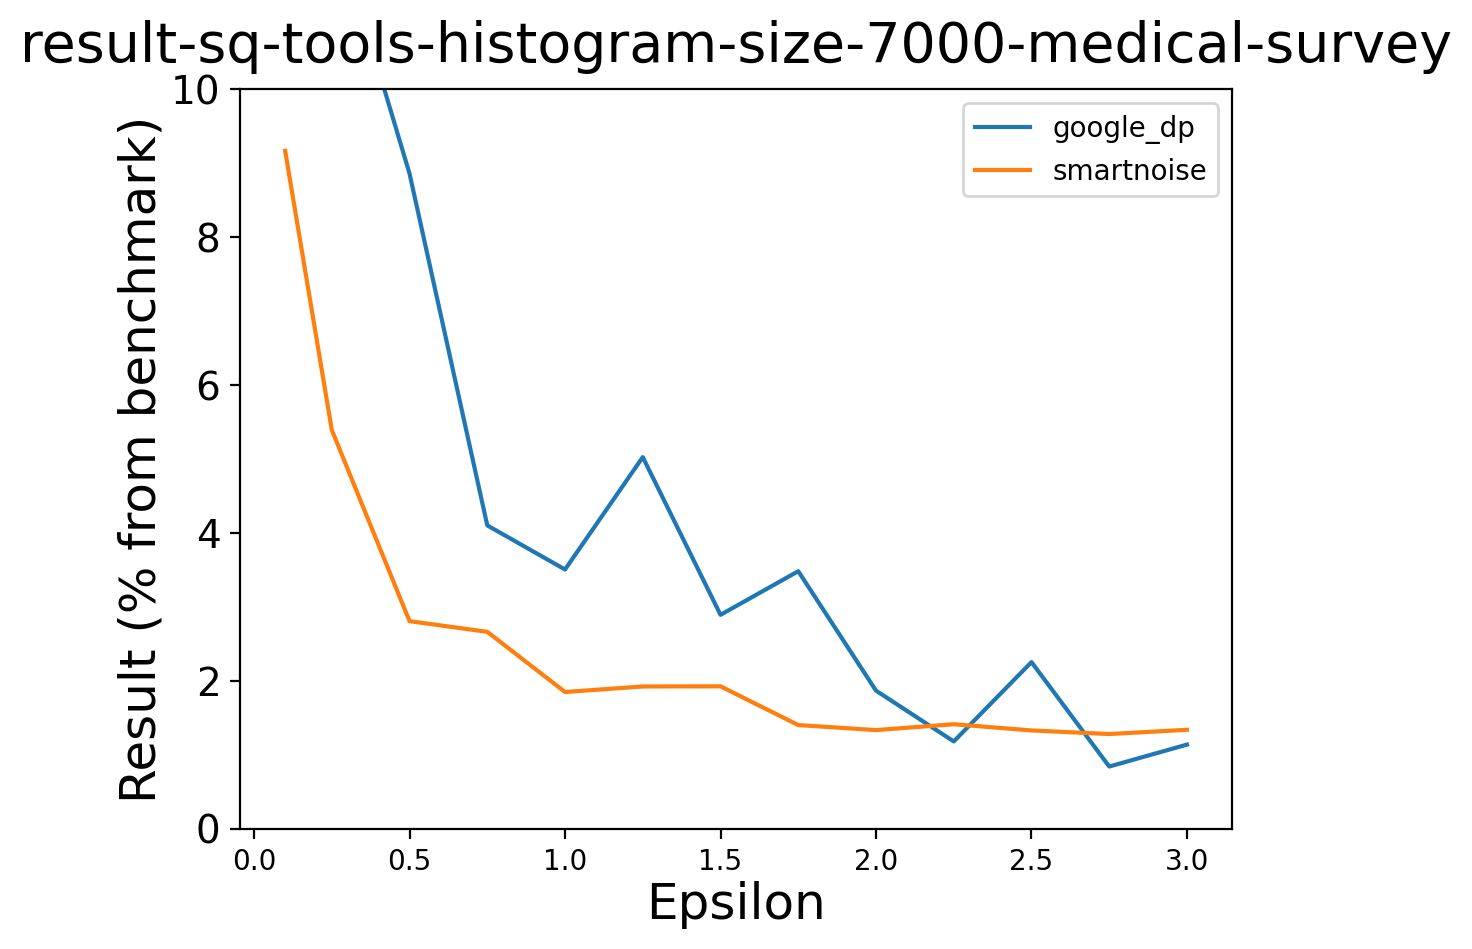 result-sq-tools-histogram-size-7000-medical-survey
10
8
6
4
2
0
Result (% from benchmark)
google_dp
smartnoise
0.0 0.5 1.0 1.5 2.0 2.5 3.0
Epsilon